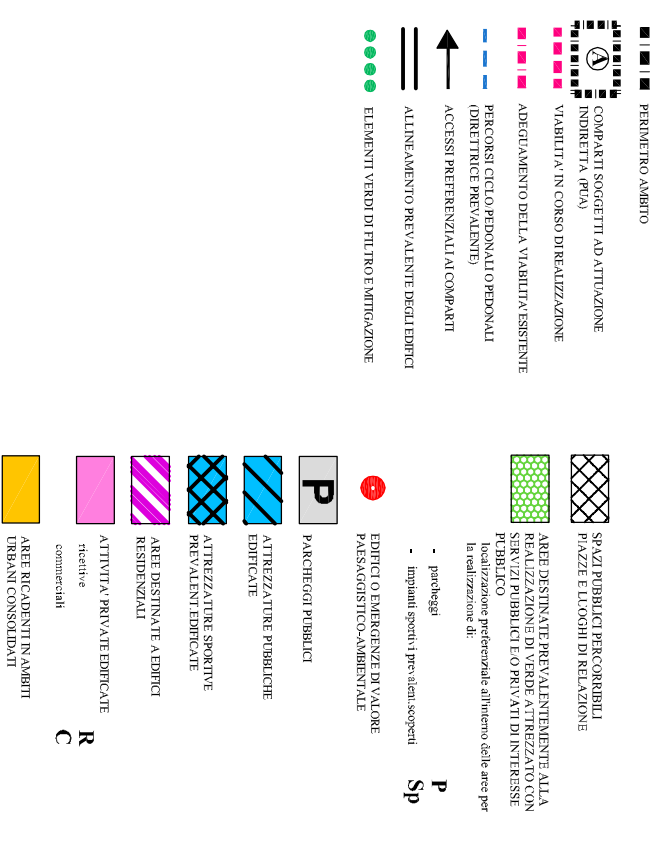 PERIMETRO AMBITO
A
COMPARTI SOGGETTI AD ATTUAZIONE
INDIRETTA (PUA)
VIABILITA' IN CORSO DI REALIZZAZIONE
ADEGUAMENTO DELLA VIABILITA' ESISTENTE
PERCORSI CICLO/PEDONALI O PEDONALI
(DIRETTRICE PREVALENTE)
ACCESSI PREFERENZIALI AI COMPARTI
ALLINEAMENTO PREVALENTE DEGLI EDIFICI
ELEMENTI VERDI DI FILTRO E MITIGAZIONE
SPAZI PUBBLICI PERCORRIBILI
PIAZZE E LUOGHI DI RELAZIONE
AREE DESTINATE PREVALENTEMENTE ALLA
REALIZZAZIONE DI VERDE ATTREZZATO CON
SERVIZI PUBBLICI E/O PRIVATI DI INTERESSE
PUBBLICO
localizzazione preferenziale all'interno delle aree per
la realizzazione di:
- parcheggi P
- impianti sportivi prevalent.scoperti Sp
EDIFICI O EMERGENZE DI VALORE
PAESAGGISTICO-AMBIENTALE
P
PARCHEGGI PUBBLICI
ATTREZZATURE PUBBLICHE
EDIFICATE
ATTREZZATURE SPORTIVE
PREVALENT.EDIFICATE
AREE DESTINATE A EDIFICI
RESIDENZIALI
ATTIVITA' PRIVATE EDIFICATE
ricettive R
commerciali C
AREE RICADENTI IN AMBITI
URBANI CONSOLIDATI